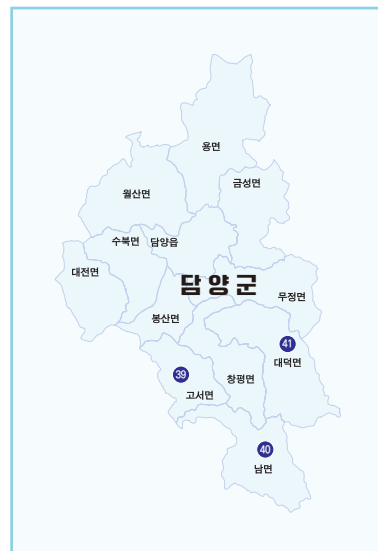 용면
금성면
월산면
수북면
담양읍
대전면
담양군
무정면
봉산면
41
대덕면
39
창평면
고서면
40
남면